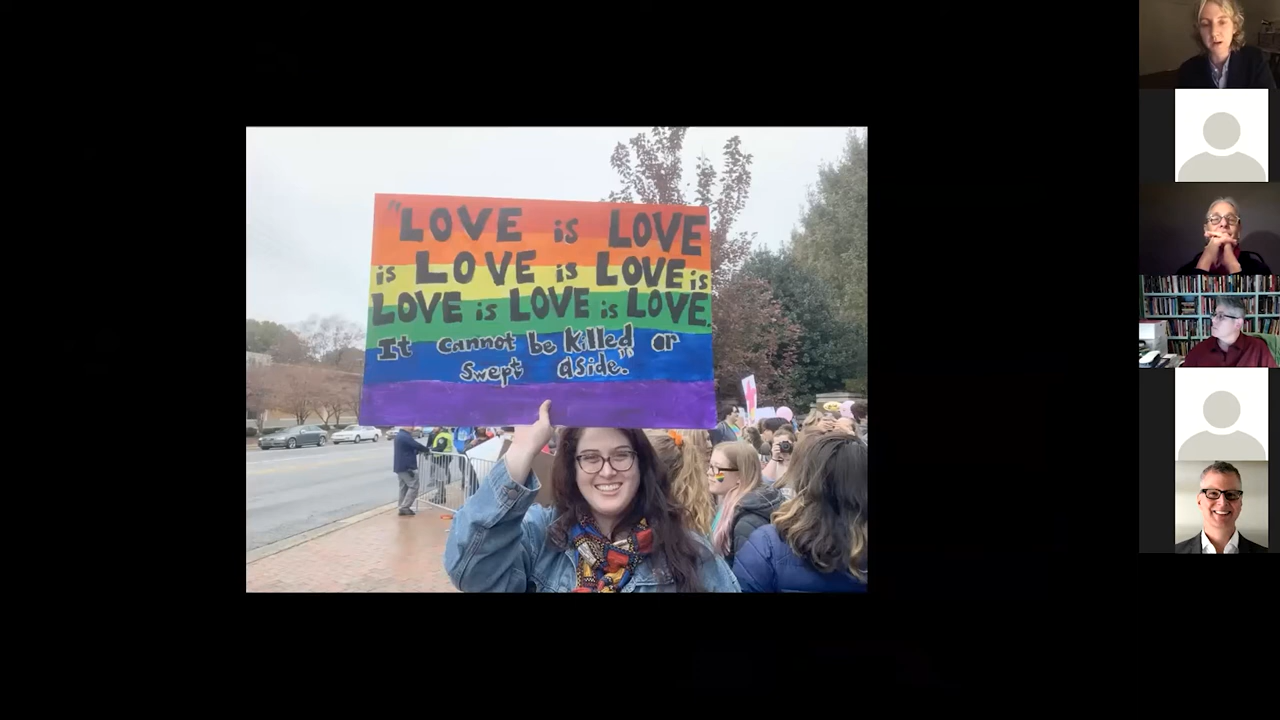 "LOVE is LOVE
is LOVE is LOVE is
LOVE is LOVE is LOVE.
It cannot be killed or
swept aside."